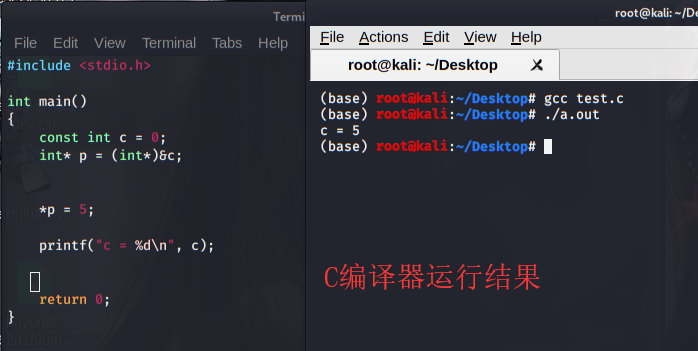 Termi
File Edit View Terminal Tabs Help
#include <stdio.h>
int main()
{
const int c = 0;
int* p = (int*)&c;
*p = 5;
printf("c = %d\n", c);
return 0;
}
root@kali: ~/De
File Actions Edit View Help
root@kali: ~/Desktop
(base) root@kali:~/Desktop# gcc test.c
(base) root@kali:~/Desktop# ./a.out
c = 5
(base) root@kali:~/Desktop#
C编译器运行结果